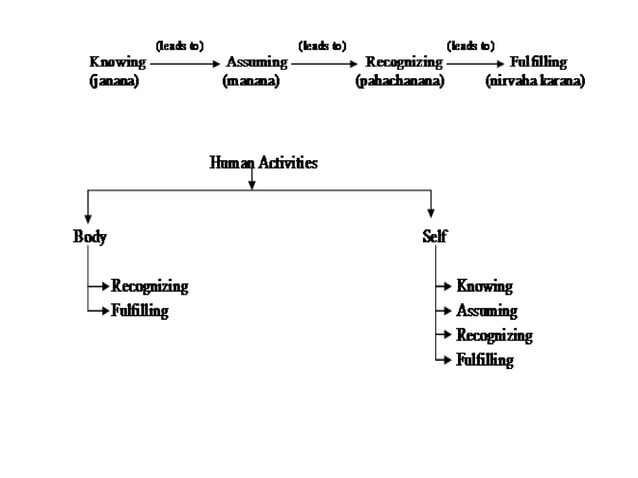 (leads to) (leads to) (leads to)
Knowing Assuming Recognizing Fulfilling
(janana) (manana) (pahachanana) (nirvaha karana)
Human Activities
Body Self
Recognizing Knowing
Fulfilling Assuming
Recognizing
Fulfilling